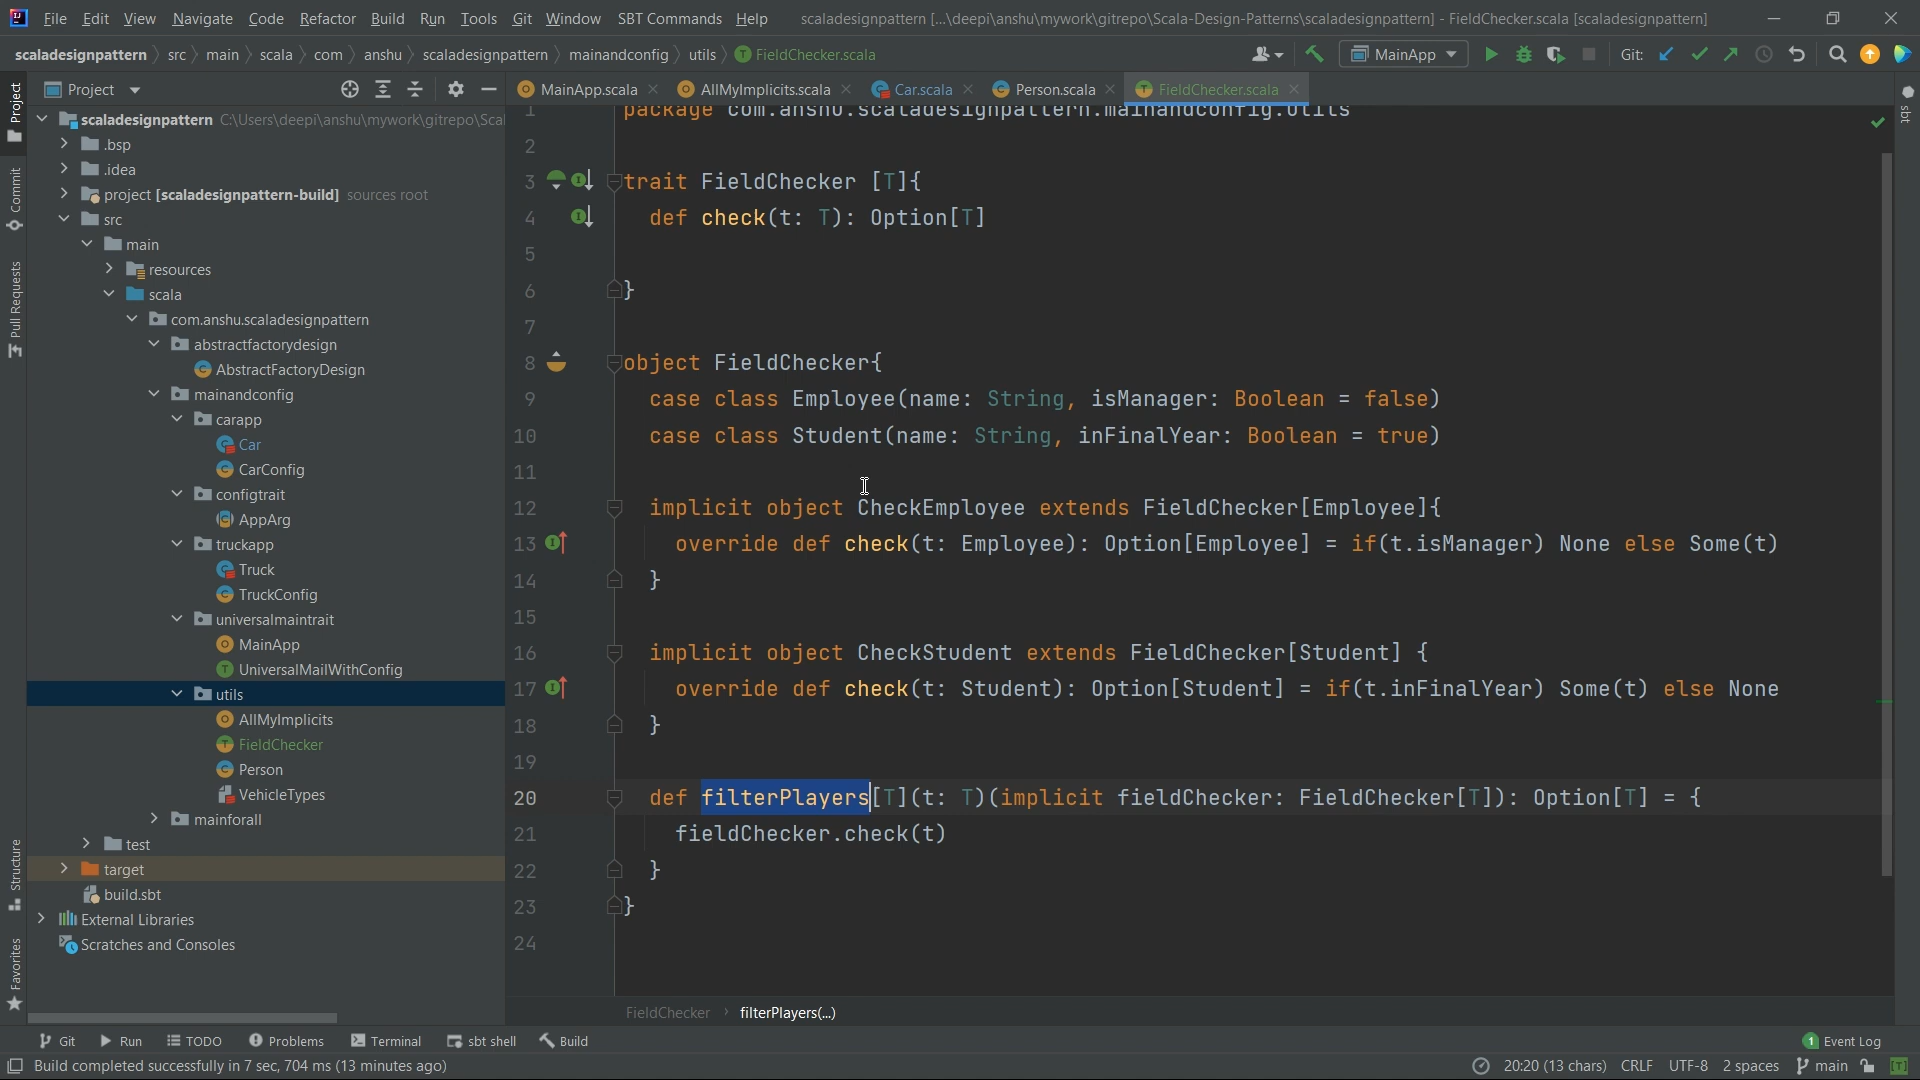 File Edit View Navigate Code Refactor Build Run Tools Git Window SBT Commands Help scaladesignpattern [...\deepi\anshu\mywork\gitrepo\Scala-Design-Patterns\scaladesignpattern] - FieldChecker.scala [scaladesignpattern]
scaladesignpattern src main scala com anshu scaladesignpattern mainandconfig utils FieldChecker.scala MainApp Git:
Project MainApp.scala AllMyImplicits.scala Car.scala Person.scala FieldChecker.scala
Project
Commit
Pull Requests
Structure
Favorites
sbt
scaladesignpattern C:\Users\deepi\anshu\mywork\gitrepo\Scal
.bsp
.idea
project [scaladesignpattern-build] sources root
src
main
resources
scala
com.anshu.scaladesignpattern
abstractfactorydesign
AbstractFactoryDesign
mainandconfig
carapp
Car
CarConfig
configtrait
AppArg
truckapp
Truck
TruckConfig
universalmaintrait
MainApp
UniversalMailWithConfig
utils
AllMyImplicits
FieldChecker
Person
VehicleTypes
mainforall
test
target
build.sbt
External Libraries
Scratches and Consoles
1 package com.anshu.scaladesignpattern.mainandconfig.utils
2
3 trait FieldChecker [T]{
4 def check(t: T): Option[T]
5
6 }
7
8 object FieldChecker{
9 case class Employee(name: String, isManager: Boolean = false)
10 case class Student(name: String, inFinalYear: Boolean = true)
11
12 implicit object CheckEmployee extends FieldChecker[Employee]{
13 override def check(t: Employee): Option[Employee] = if(t.isManager) None else Some(t)
14 }
15
16 implicit object CheckStudent extends FieldChecker[Student] {
17 override def check(t: Student): Option[Student] = if(t.inFinalYear) Some(t) else None
18 }
19
20 def filterPlayers[T](t: T)(implicit fieldChecker: FieldChecker[T]): Option[T] = {
21 fieldChecker.check(t)
22 }
23 }
24
FieldChecker filterPlayers(...)
Git Run TODO Problems Terminal sbt shell Build 1 Event Log
Build completed successfully in 7 sec, 704 ms (13 minutes ago) 20:20 (13 chars) CRLF UTF-8 2 spaces main [T]